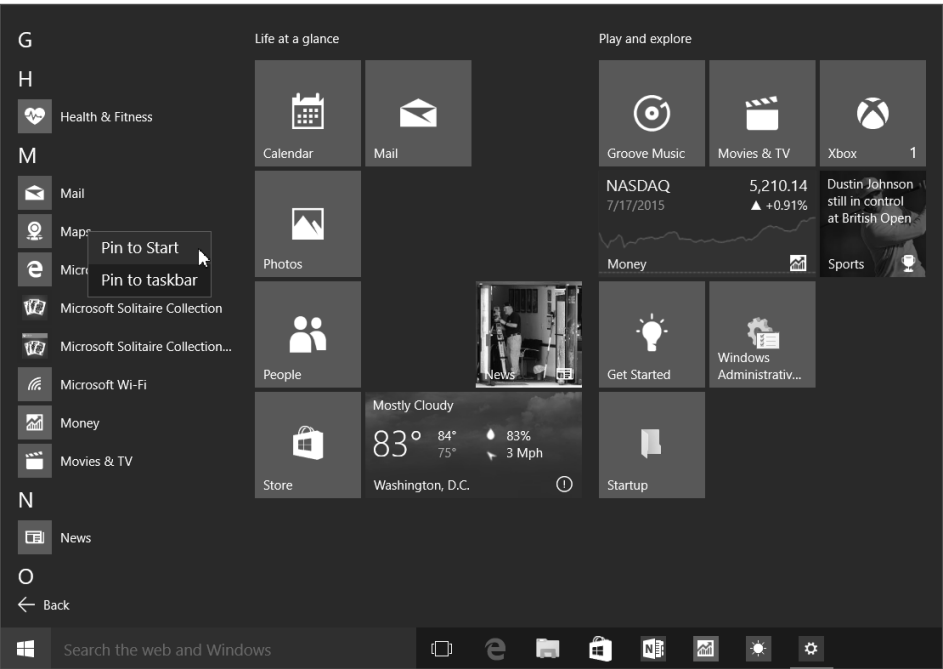 G
H
Health & Fitness
M
Mail
Maps
Micr
Microsoft Solitaire Collection
Microsoft Solitaire Collection...
Microsoft Wi-Fi
Money
Movies & TV
N
News
O
Back
Pin to Start
Pin to taskbar
Life at a glance
Calendar
Mail
Photos
People
News
Store
Mostly Cloudy
83° 84° 83%
75° 3 Mph
Washington, D.C.
Play and explore
Groove Music
Movies & TV
Xbox 1
NASDAQ 5,210.14
7/17/2015 ▲ +0.91%
Money
Dustin Johnson
still in control
at British Open
Sports
Get Started
Windows
Administrativ...
Startup
Search the web and Windows